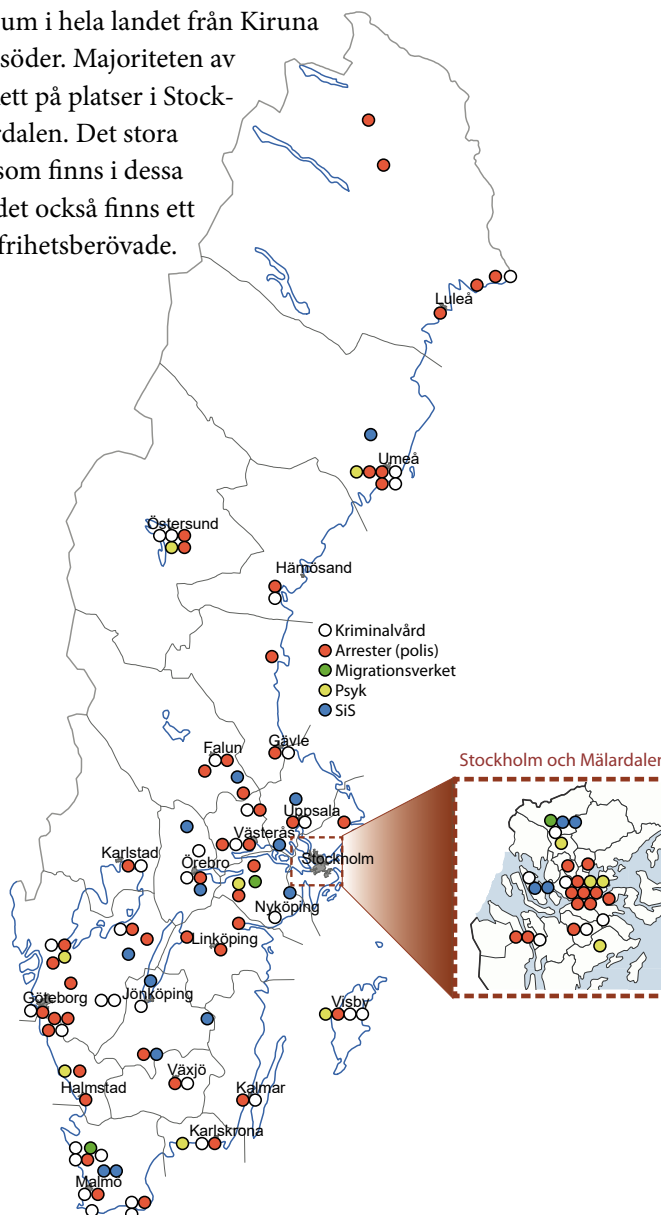 um i hela landet från Kiruna
söder. Majoriteten av
ett på platser i Stock-
rdalen. Det stora
som finns i dessa
det också finns ett
frihetsberövade.
Luleå
Umeå
Östersund
Hämösand
Kriminalvård
Arrester (polis)
Migrationsverket
Psyk
SiS
Gävle
Falun
Stockholm och Mälardalen
Uppsala
Västerås
Karlstad
Örebro
Stockholm
Nyköping
Linköping
Göteborg
Jönköping
Visby
Växjö
Halmstad
Kalmar
Karlskrona
Malmö